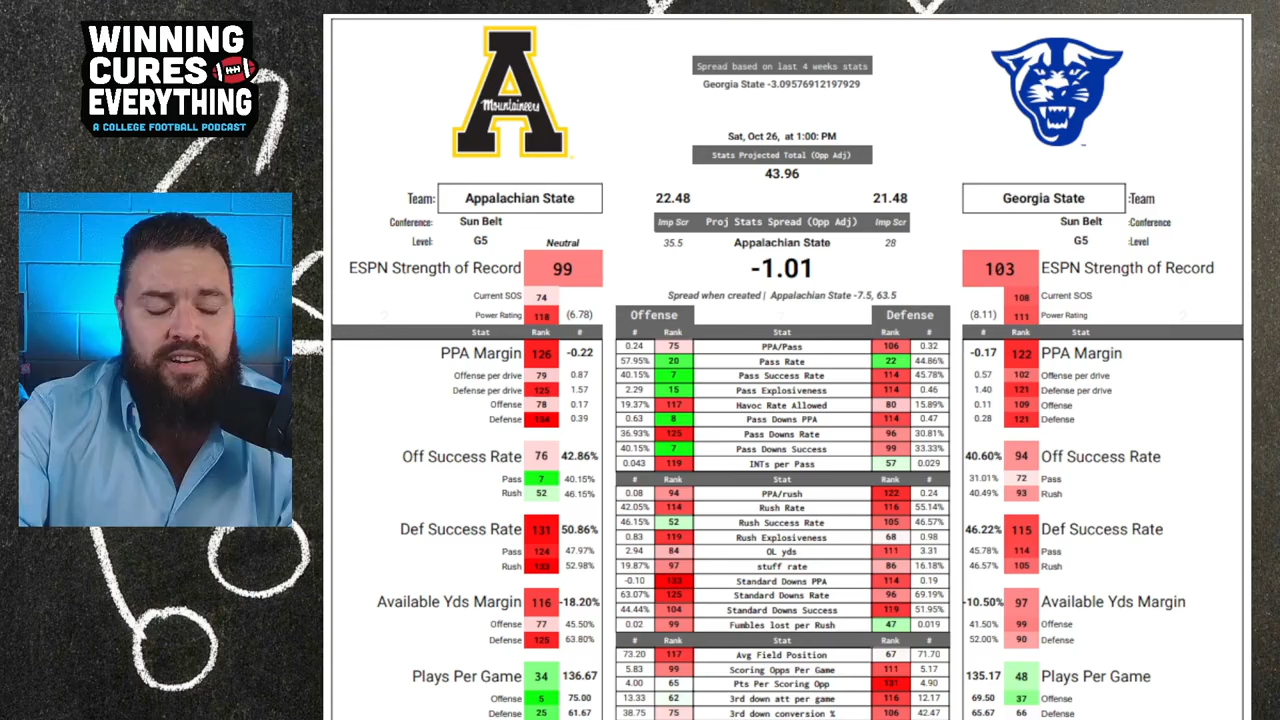 WINNING
CURES
EVERYTHING
A COLLEGE FOOTBALL PODCAST
A
Mountaineers
Spread based on last 4 weeks stats
Georgia State -3.09576912197929
Sat, Oct 26, at 1:00: PM
Stats Projected Total (Opp Adj)
43.96
Team: Appalachian State 22.48 21.48 Georgia State :Team
Conference: Sun Belt Imp Scr Proj Stats Spread (Opp Adj) Imp Scr Sun Belt :Conference
Level: G5 Neutral 35.5 Appalachian State 28 G5 :Level
ESPN Strength of Record 99 -1.01 103 ESPN Strength of Record
Current SOS 74 Spread when created | Appalachian State -7.5, 63.5 108 Current SOS
Power Rating 118 (6.78) Offense Defense (8.11) 111 Power Rating
Stat Rank # # Rank Stat Rank # # Rank Stat
0.24 75 PPA/Pass 106 0.32
PPA Margin 126 -0.22 -0.17 122 PPA Margin
57.95% 20 Pass Rate 22 44.86%
Offense per drive 79 0.87 40.15% 7 Pass Success Rate 114 45.78% 0.57 102 Offense per drive
Defense per drive 125 1.57 2.29 15 Pass Explosiveness 114 0.46 1.40 121 Defense per drive
Offense 78 0.17 19.37% 117 Havoc Rate Allowed 80 15.89% 0.11 109 Offense
Defense 134 0.39 0.63 8 Pass Downs PPA 114 0.47 0.28 121 Defense
36.93% 125 Pass Downs Rate 96 30.81%
Off Success Rate 76 42.86% 40.15% 7 Pass Downs Success 99 33.33% 40.60% 94 Off Success Rate
0.043 119 INTs per Pass 57 0.029
Pass 7 40.15% # Rank Stat Rank # 31.01% 72 Pass
Rush 52 46.15% 0.08 94 PPA/rush 122 0.24 40.49% 93 Rush
42.05% 114 Rush Rate 116 55.14%
46.15% 52 Rush Success Rate 105 46.57%
Def Success Rate 131 50.86% 46.22% 115 Def Success Rate
0.83 119 Rush Explosiveness 68 0.98
Pass 124 47.97% 2.94 84 OL yds 111 3.31 45.78% 114 Pass
Rush 133 52.98% 19.87% 97 stuff rate 86 16.18% 46.57% 105 Rush
-0.10 133 Standard Downs PPA 114 0.19
63.07% 125 Standard Downs Rate 96 69.19%
Available Yds Margin 116 -18.20% -10.50% 97 Available Yds Margin
44.44% 104 Standard Downs Success 119 51.95%
Offense 77 45.50% 0.02 99 Fumbles lost per Rush 47 0.019 41.50% 99 Offense
Defense 125 63.80% # Rank Stat Rank # 52.00% 90 Defense
73.20 117 Avg Field Position 67 71.70
5.83 99 Scoring Opps Per Game 111 5.17
Plays Per Game 34 136.67 135.17 48 Plays Per Game
4.00 65 Pts Per Scoring Opp 131 4.90
Offense 5 75.00 13.33 62 3rd down att per game 116 12.17 69.50 37 Offense
Defense 25 61.67 38.75 75 3rd down conversion % 106 42.47 65.67 66 Defense